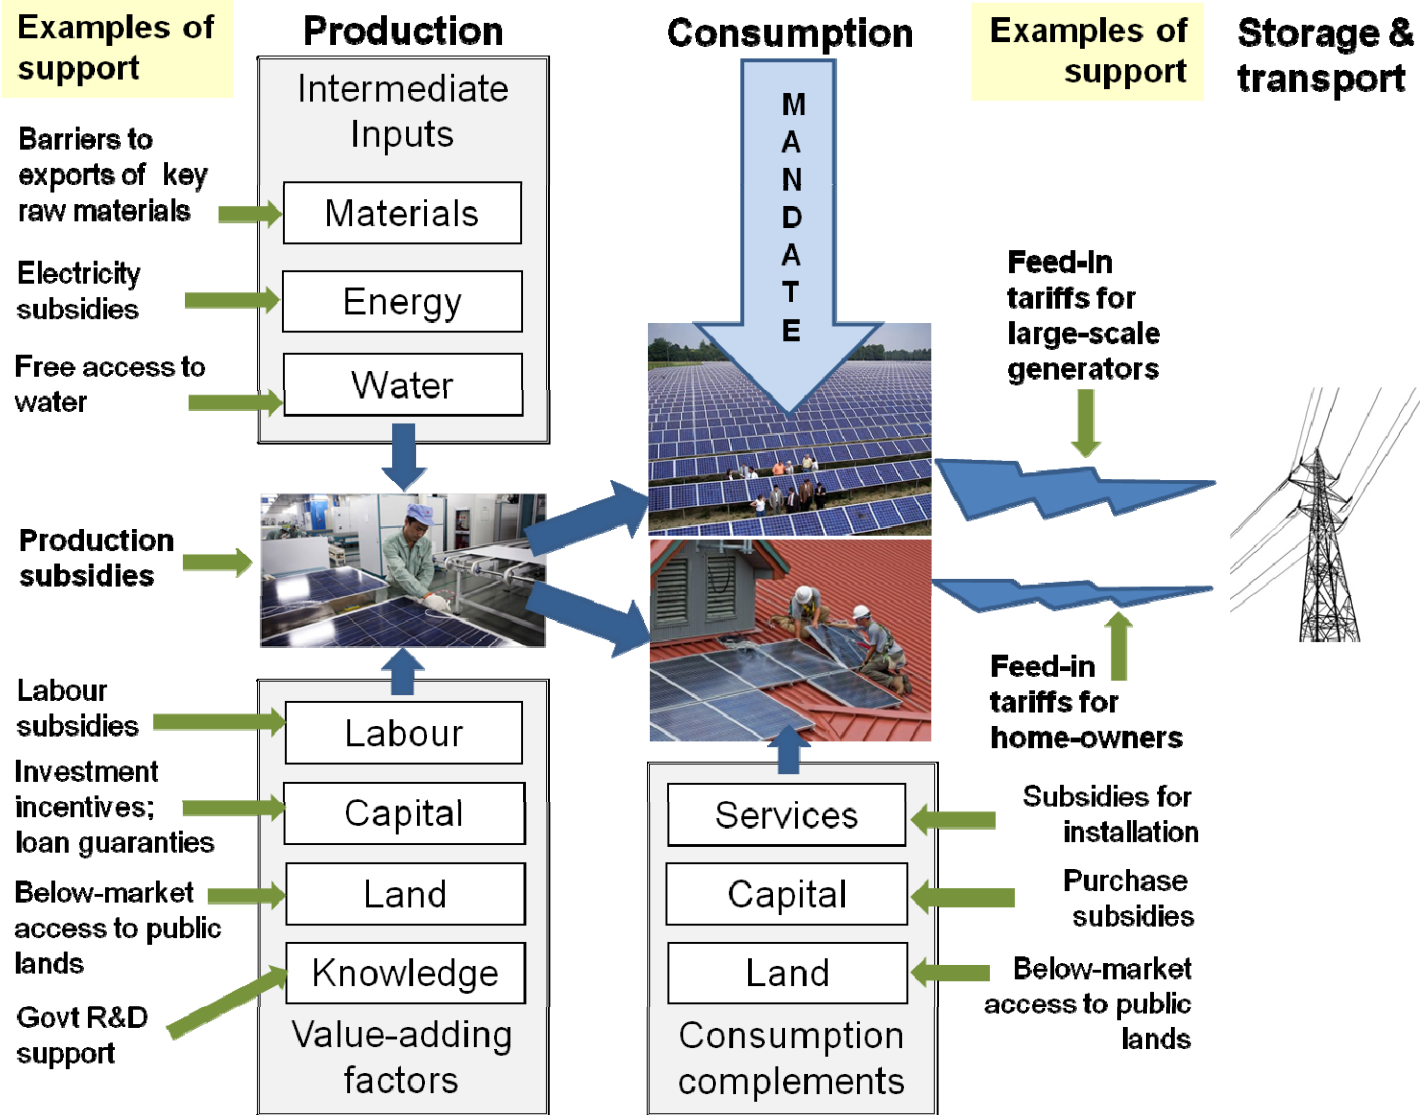 Examples of
support
Production
Consumption
Examples of
support
Storage &
transport
Intermediate
Inputs
Barriers to
exports of key
raw materials
Materials
Electricity
subsidies
Energy
Free access to
water
Water
MANDATE
Feed-In
tariffs for
large-scale
generators
Production
subsidies
Feed-in
tariffs for
home-owners
Labour
subsidies
Labour
Investment
incentives;
loan guaranties
Capital
Below-market
access to public
lands
Land
Govt R&D
support
Knowledge
Value-adding
factors
Services
Subsidies for
installation
Capital
Purchase
subsidies
Land
Below-market
access to public
lands
Consumption
complements